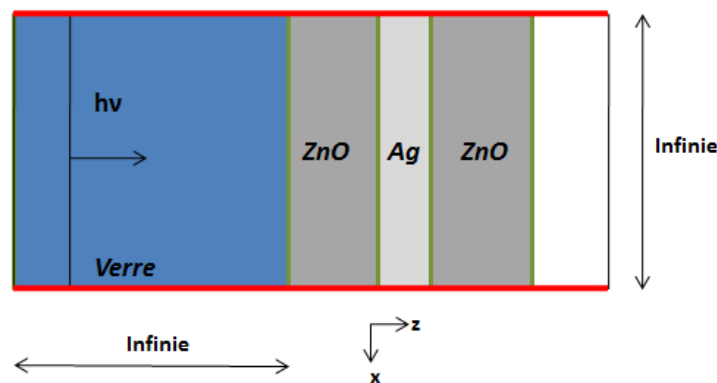 hν
ZnO
Ag
ZnO
Infinie
Verre
z
Infinie
x